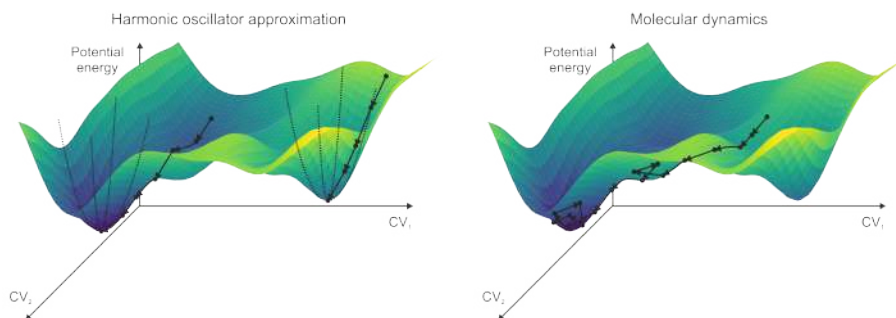 Harmonic oscillator approximation
Potential
energy
CV₁
CV₂
Molecular dynamics
Potential
energy
CV₁
CV₂